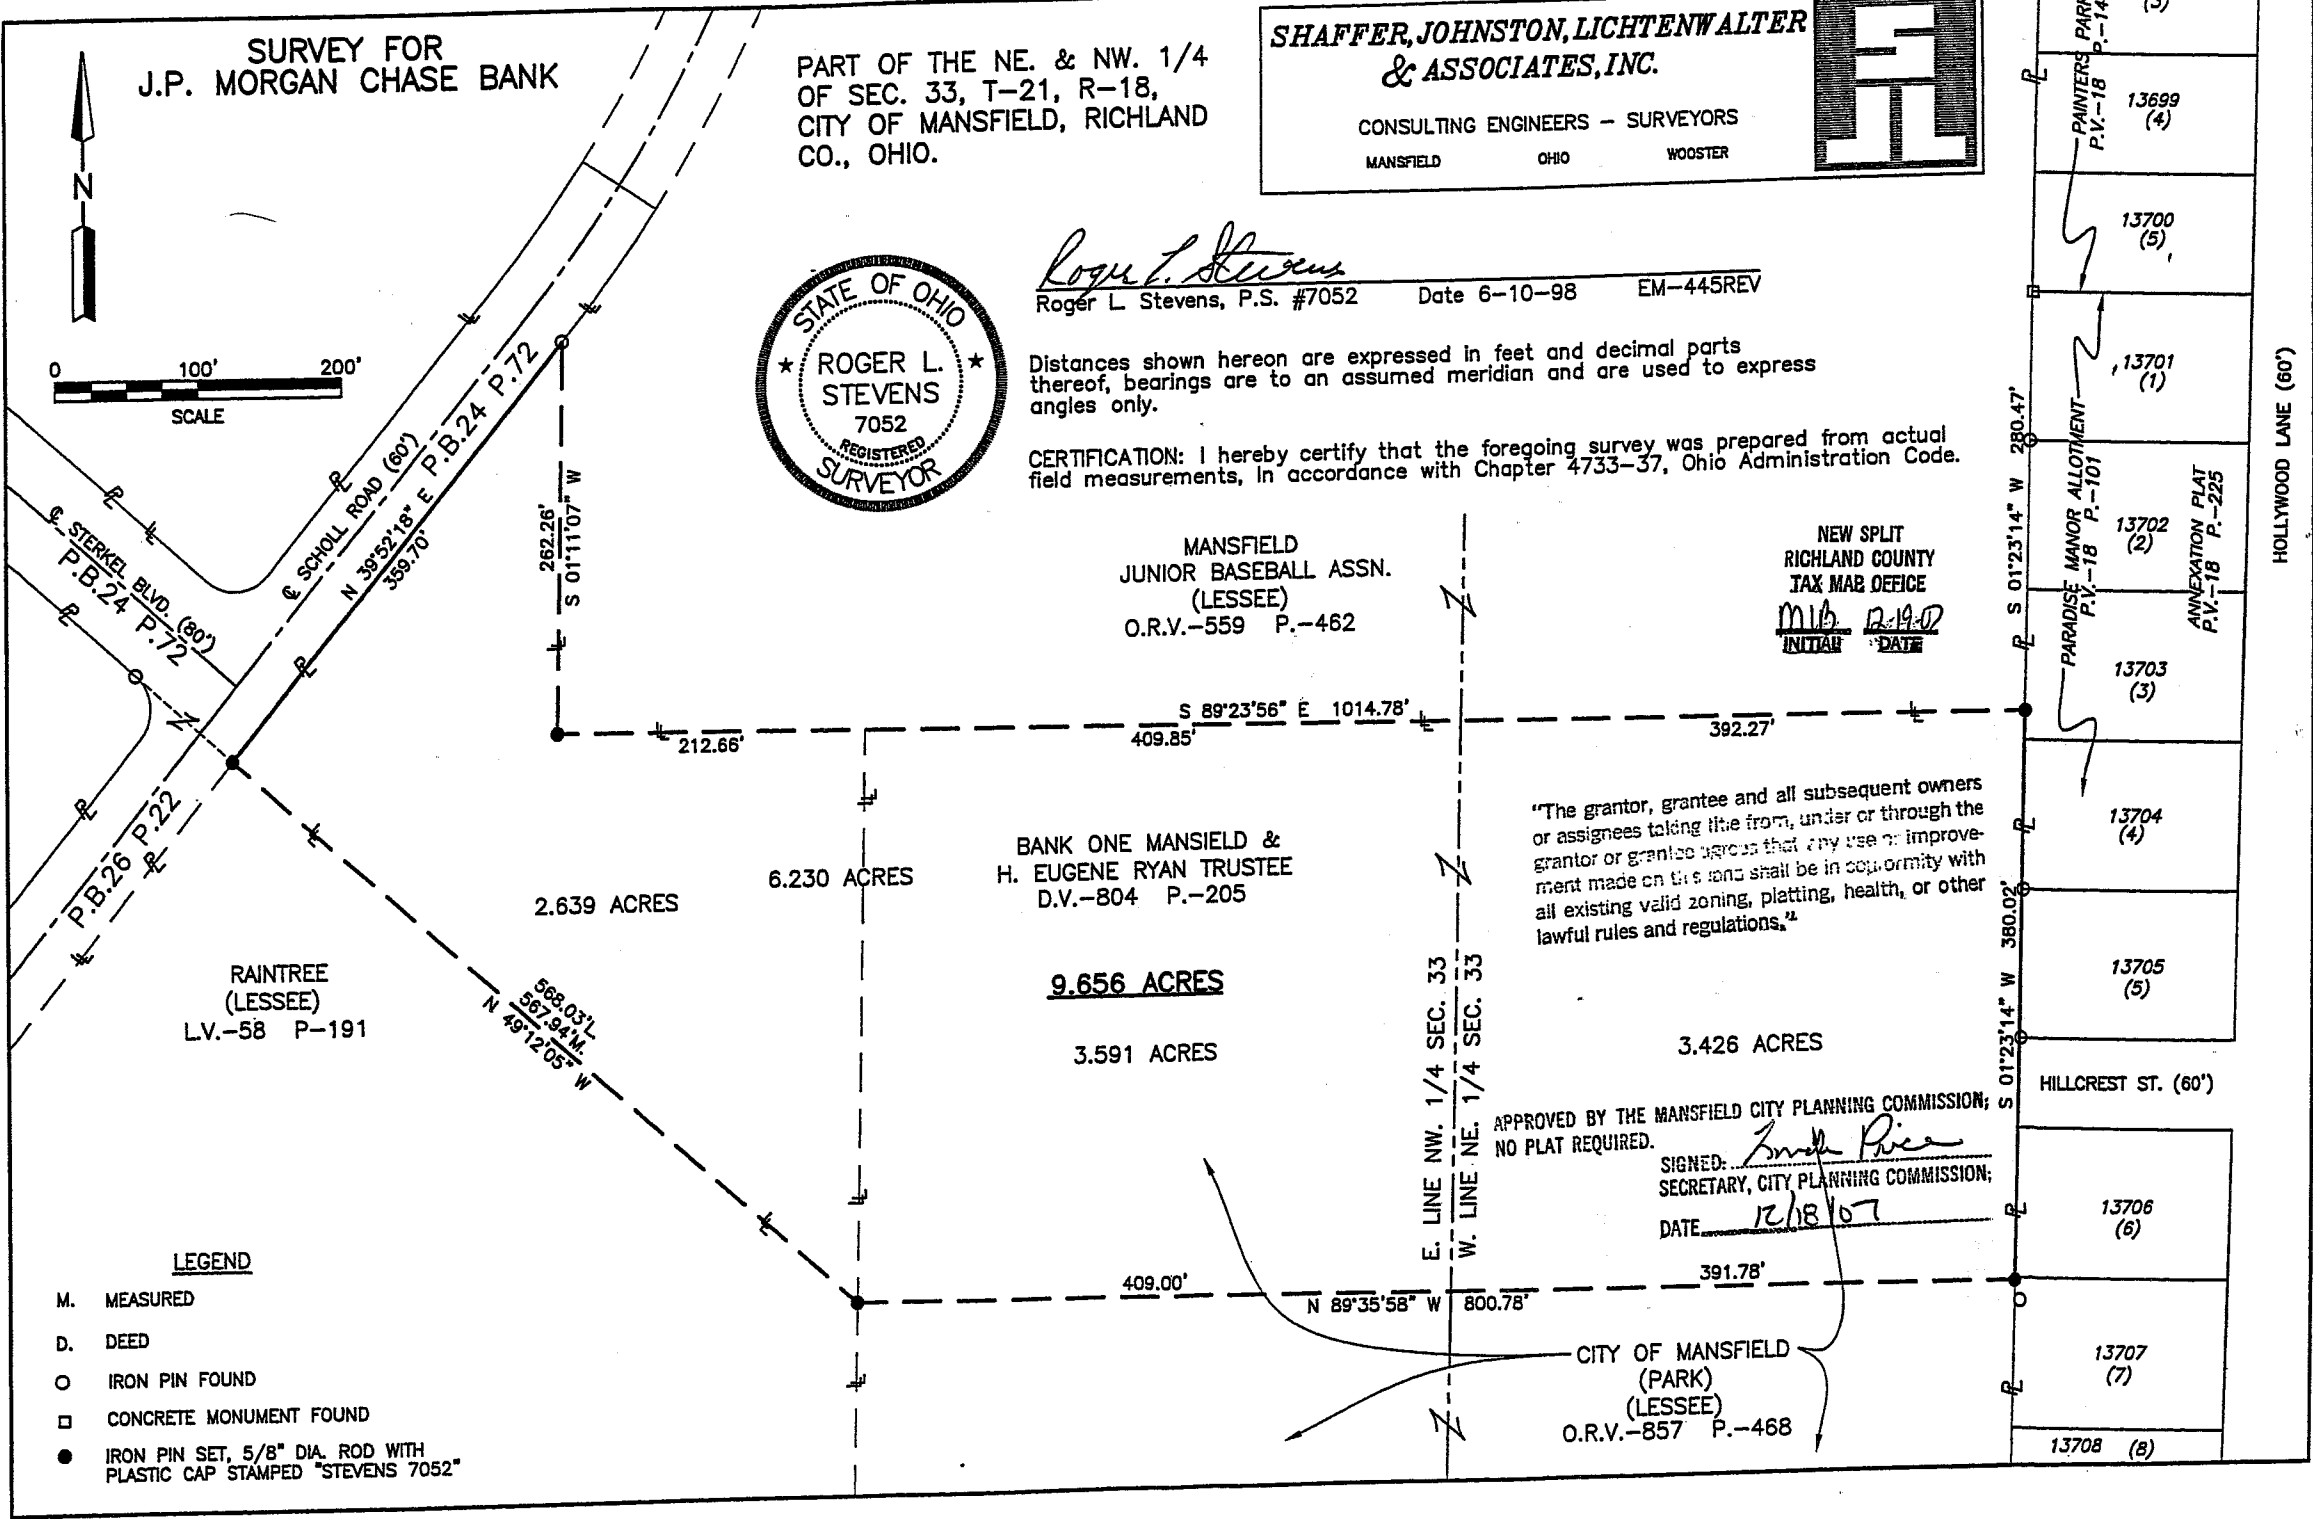 SURVEY FOR
J.P. MORGAN CHASE BANK
N
0 100' 200'
SCALE
PART OF THE NE. & NW. 1/4
OF SEC. 33, T-21, R-18,
CITY OF MANSFIELD, RICHLAND
CO., OHIO.
SHAFFER, JOHNSTON, LICHTENWALTER
& ASSOCIATES, INC.
CONSULTING ENGINEERS - SURVEYORS
MANSFIELD OHIO WOOSTER
SJL
Roger L. Stevens
Roger L. Stevens, P.S. #7052 Date 6-10-98 EM-445REV
STATE OF OHIO
ROGER L.
STEVENS
7052
REGISTERED
SURVEYOR
Distances shown hereon are expressed in feet and decimal parts
thereof, bearings are to an assumed meridian and are used to express
angles only.
CERTIFICATION: I hereby certify that the foregoing survey was prepared from actual
field measurements, in accordance with Chapter 4733-37, Ohio Administration Code.
℄ STERKEL BLVD. (80')
P.B.24 P.72
℄ SCHOLL ROAD (60')
P.B.24 P.72
N 39°52'18" E
359.70'
262.26'
S 01°11'07" W
P.B.26 P.22
MANSFIELD
JUNIOR BASEBALL ASSN.
(LESSEE)
O.R.V.-559 P.-462
NEW SPLIT
RICHLAND COUNTY
TAX MAP OFFICE
MIB 12-19-07
INITIAL DATE
S 89°23'56" E 1014.78'
212.66'
409.85'
392.27'
2.639 ACRES
6.230 ACRES
BANK ONE MANSIELD &
H. EUGENE RYAN TRUSTEE
D.V.-804 P.-205
9.656 ACRES
3.591 ACRES
"The grantor, grantee and all subsequent owners
or assignees taking title from, under or through the
grantor or grantee agrees that any use or improve-
ment made on this land shall be in conformity with
all existing valid zoning, platting, health, or other
lawful rules and regulations."
3.426 ACRES
E. LINE NW. 1/4 SEC. 33
W. LINE NE. 1/4 SEC. 33
APPROVED BY THE MANSFIELD CITY PLANNING COMMISSION;
NO PLAT REQUIRED.
SIGNED:
SECRETARY, CITY PLANNING COMMISSION;
DATE 12/18/07
RAINTREE
(LESSEE)
L.V.-58 P-191
568.03'L.
567.94'M.
N 49°12'05" W
409.00'
391.78'
N 89°35'58" W 800.78'
CITY OF MANSFIELD
(PARK)
(LESSEE)
O.R.V.-857 P.-468
LEGEND
M. MEASURED
D. DEED
IRON PIN FOUND
CONCRETE MONUMENT FOUND
IRON PIN SET, 5/8" DIA. ROD WITH
PLASTIC CAP STAMPED "STEVENS 7052"
S 01°23'14" W 280.47'
S 01°23'14" W 380.02'
PAINTERS PARK
P.V.-18 P.-14
(3)
13699
(4)
13700
(5)
13701
(1)
13702
(2)
13703
(3)
13704
(4)
13705
(5)
HILLCREST ST. (60')
13706
(6)
13707
(7)
13708 (8)
PARADISE MANOR ALLOTMENT
P.V.-18 P.-101
ANNEXATION PLAT
P.V.-18 P.-225
HOLLYWOOD LANE (60')